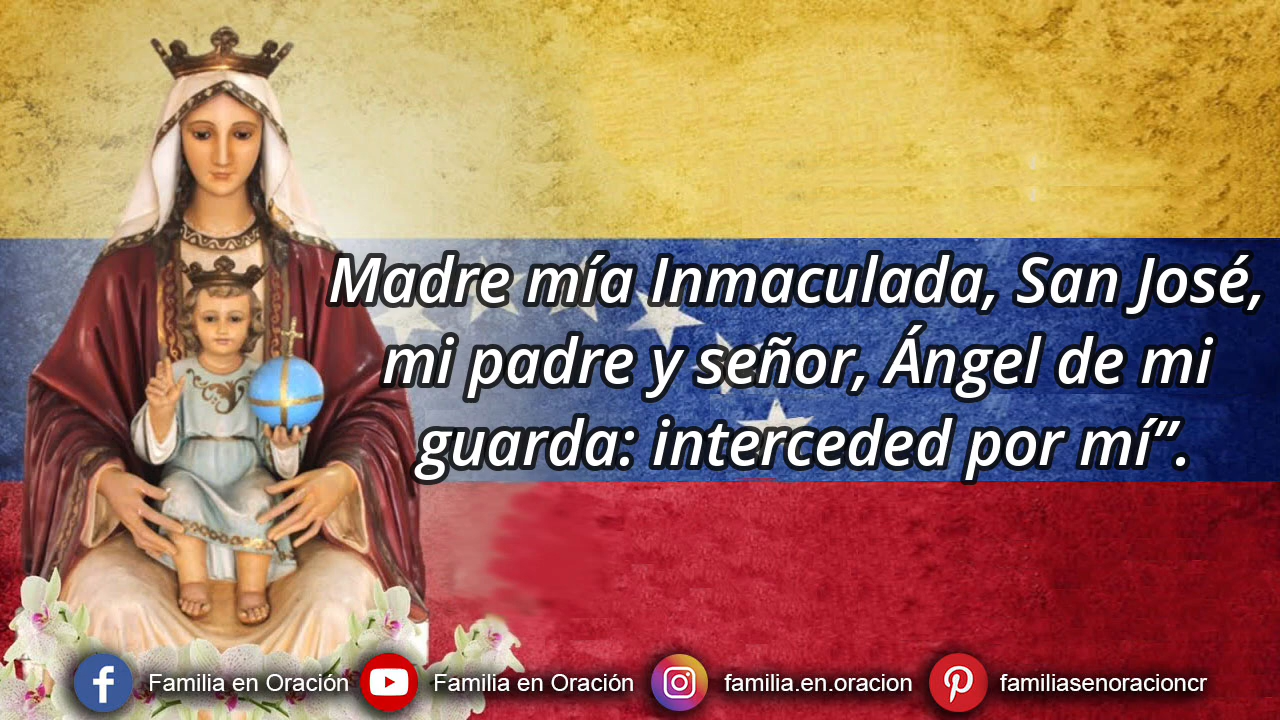 Madre mía Inmaculada, San José,
mi padre y señor, Ángel de mi
guarda: interceded por mí”.
Familia en Oración
Familia en Oración
familia.en.oracion
familiasenoracioncr